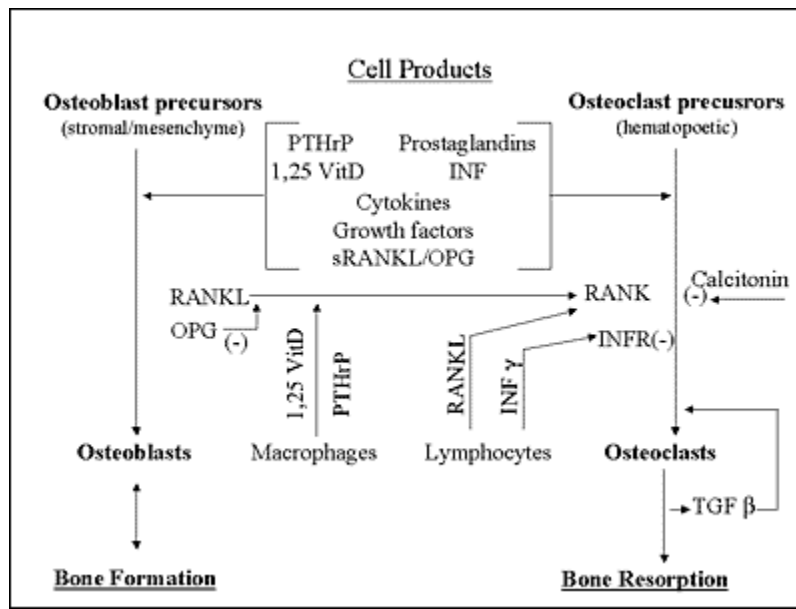 Cell Products
Osteoblast precursors
(stromal/mesenchyme)
Osteoclast precusrors
(hematopoetic)
PTHrP Prostaglandins
1,25 VitD INF
Cytokines
Growth factors
sRANKL/OPG
RANKL
RANK
(-)
Calcitonin
OPG
(-)
1,25 VitD
PTHrP
RANKL
INF γ
INFR(-)
Osteoblasts
Macrophages
Lymphocytes
Osteoclasts
TGF β
Bone Formation
Bone Resorption